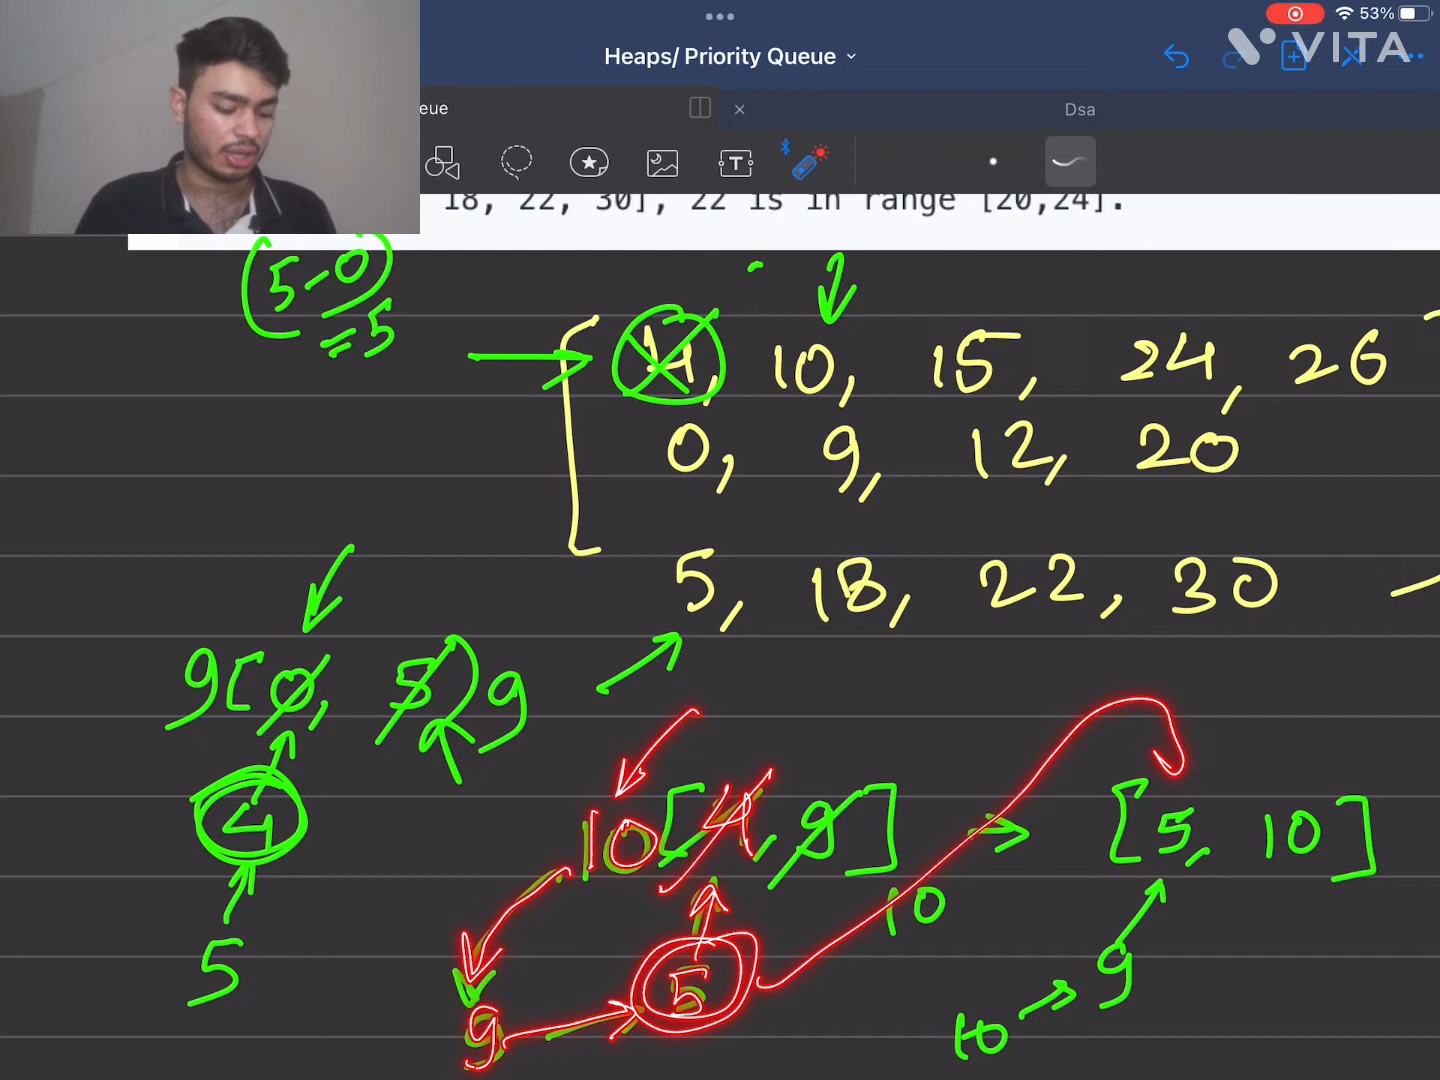 53%
VITA
Heaps/ Priority Queue
eue
Dsa
T
18, 22, 30], 22 is in range [20,24].
(5-0)
=5
[ 4, 10, 15, 24, 26
0, 9, 12, 20
5, 18, 22, 30
9[0, 5]9
4
5
10[4, 9]
10
5
9
[5, 10]
9
10